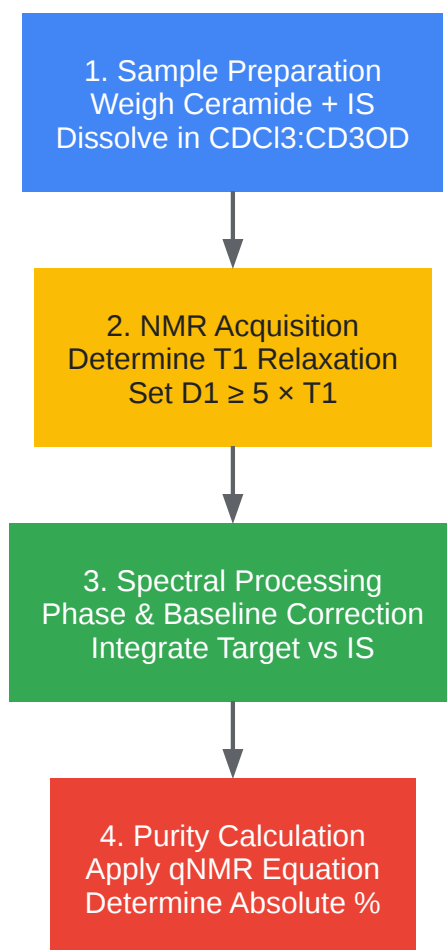 1. Sample Preparation
Weigh Ceramide + IS
Dissolve in CDCl3:CD3OD
2. NMR Acquisition
Determine T1 Relaxation
Set D1 ≥ 5 × T1
3. Spectral Processing
Phase & Baseline Correction
Integrate Target vs IS
4. Purity Calculation
Apply qNMR Equation
Determine Absolute %